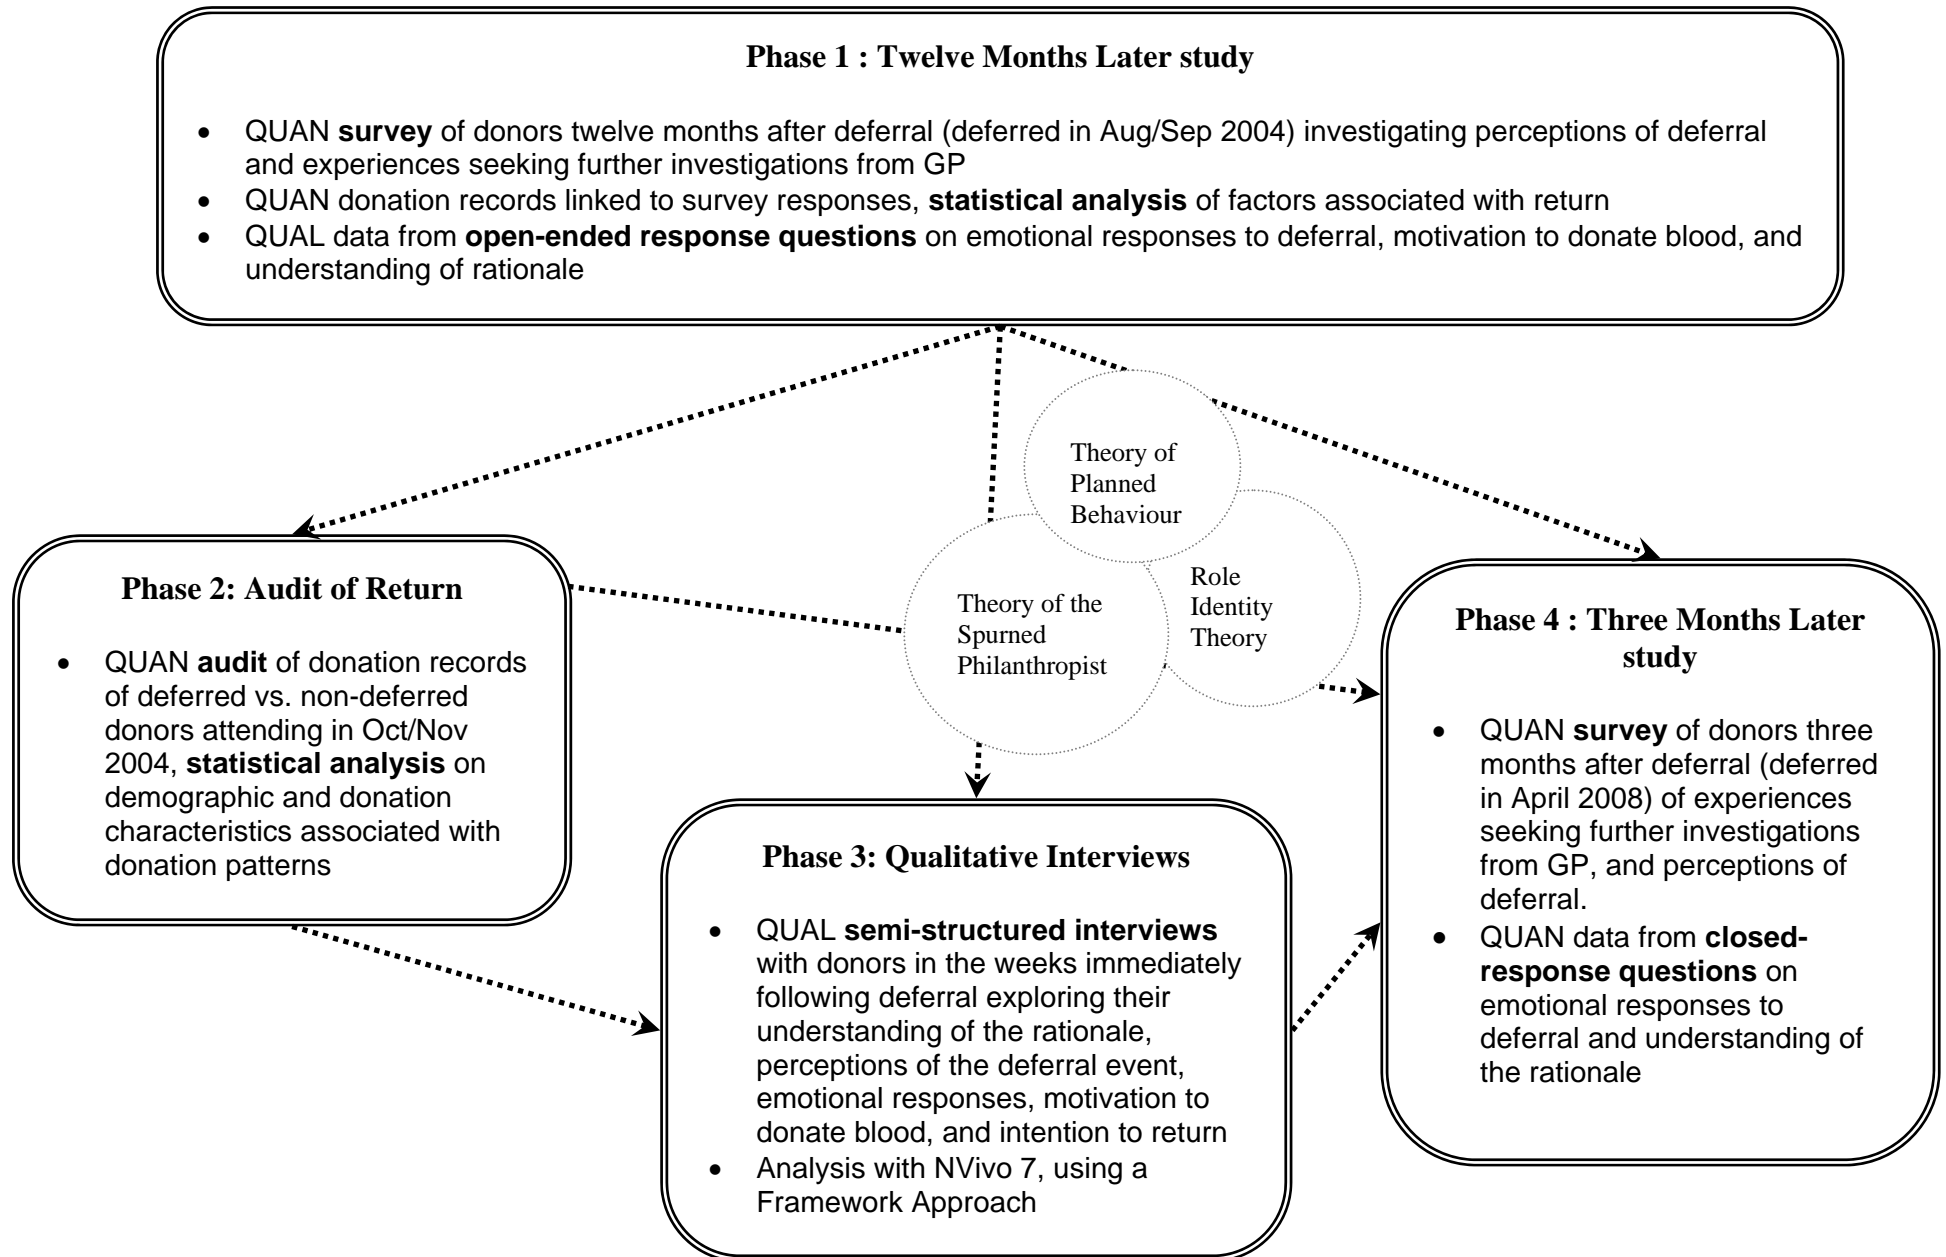 Phase 1 : Twelve Months Later study
• QUAN survey of donors twelve months after deferral (deferred in Aug/Sep 2004) investigating perceptions of deferral
and experiences seeking further investigations from GP
• QUAN donation records linked to survey responses, statistical analysis of factors associated with return
• QUAL data from open-ended response questions on emotional responses to deferral, motivation to donate blood, and
understanding of rationale
Theory of
Planned
Behaviour
Theory of the
Spurned
Philanthropist
Role
Identity
Theory
Phase 2: Audit of Return
• QUAN audit of donation records
of deferred vs. non-deferred
donors attending in Oct/Nov
2004, statistical analysis on
demographic and donation
characteristics associated with
donation patterns
Phase 3: Qualitative Interviews
• QUAL semi-structured interviews
with donors in the weeks immediately
following deferral exploring their
understanding of the rationale,
perceptions of the deferral event,
emotional responses, motivation to
donate blood, and intention to return
• Analysis with NVivo 7, using a
Framework Approach
Phase 4 : Three Months Later
study
• QUAN survey of donors three
months after deferral (deferred
in April 2008) of experiences
seeking further investigations
from GP, and perceptions of
deferral.
• QUAN data from closed-
response questions on
emotional responses to
deferral and understanding of
the rationale